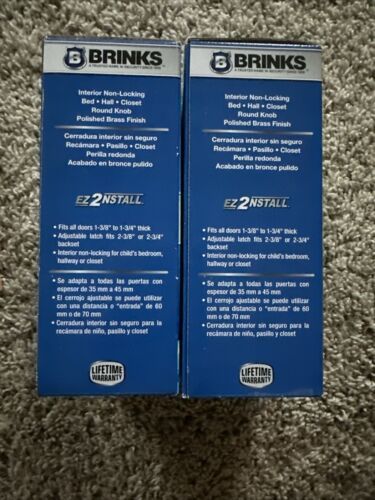 BRINKS
A TRUSTED NAME IN SECURITY SINCE 1859
Interior Non-Locking
Bed • Hall • Closet
Round Knob
Polished Brass Finish
Cerradura interior sin seguro
Recámara • Pasillo • Closet
Perilla redonda
Acabado en bronce pulido
EZ2NSTALL
• Fits all doors 1-3/8" to 1-3/4" thick
• Adjustable latch fits 2-3/8" or 2-3/4"
backset
• Interior non-locking for child's bedroom,
hallway or closet
• Se adapta a todas las puertas con
espesor de 35 mm a 45 mm
• El cerrojo ajustable se puede utilizar
con una distancia o "entrada" de 60
mm o de 70 mm
• Cerradura interior sin seguro para la
recámara de niño, pasillo y closet
LIFETIME
WARRANTY
BRINKS
A TRUSTED NAME IN SECURITY SINCE 1859
Interior Non-Locking
Bed • Hall • Closet
Round Knob
Polished Brass Finish
Cerradura interior sin seguro
Recámara • Pasillo • Closet
Perilla redonda
Acabado en bronce pulido
EZ2NSTALL
• Fits all doors 1-3/8" to 1-3/4" thick
• Adjustable latch fits 2-3/8" or 2-3/4"
backset
• Interior non-locking for child's bedroom,
hallway or closet
• Se adapta a todas las puertas con
espesor de 35 mm a 45 mm
• El cerrojo ajustable se puede utilizar
con una distancia o "entrada" de 60 mm
o de 70 mm
• Cerradura interior sin seguro para la
recámara de niño, pasillo y closet
LIFETIME
WARRANTY